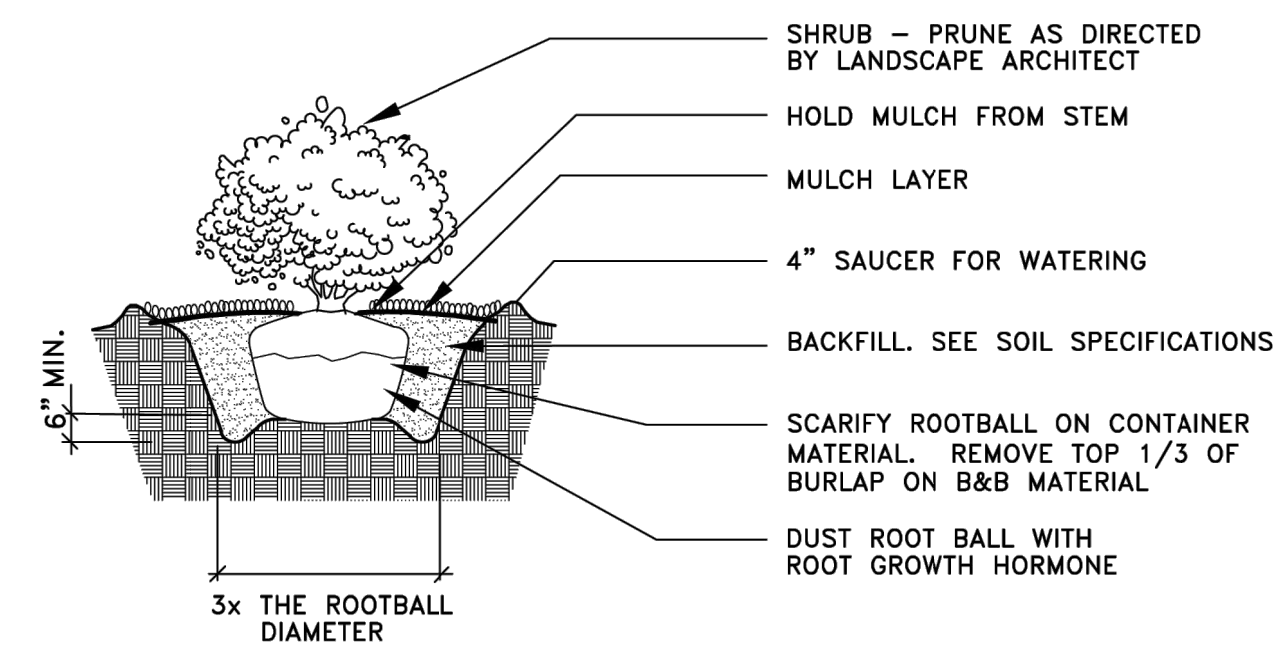 SHRUB – PRUNE AS DIRECTED
BY LANDSCAPE ARCHITECT
HOLD MULCH FROM STEM
MULCH LAYER
4” SAUCER FOR WATERING
BACKFILL. SEE SOIL SPECIFICATIONS
6” MIN.
SCARIFY ROOTBALL ON CONTAINER
MATERIAL. REMOVE TOP 1/3 OF
BURLAP ON B&B MATERIAL
DUST ROOT BALL WITH
ROOT GROWTH HORMONE
3x THE ROOTBALL
DIAMETER